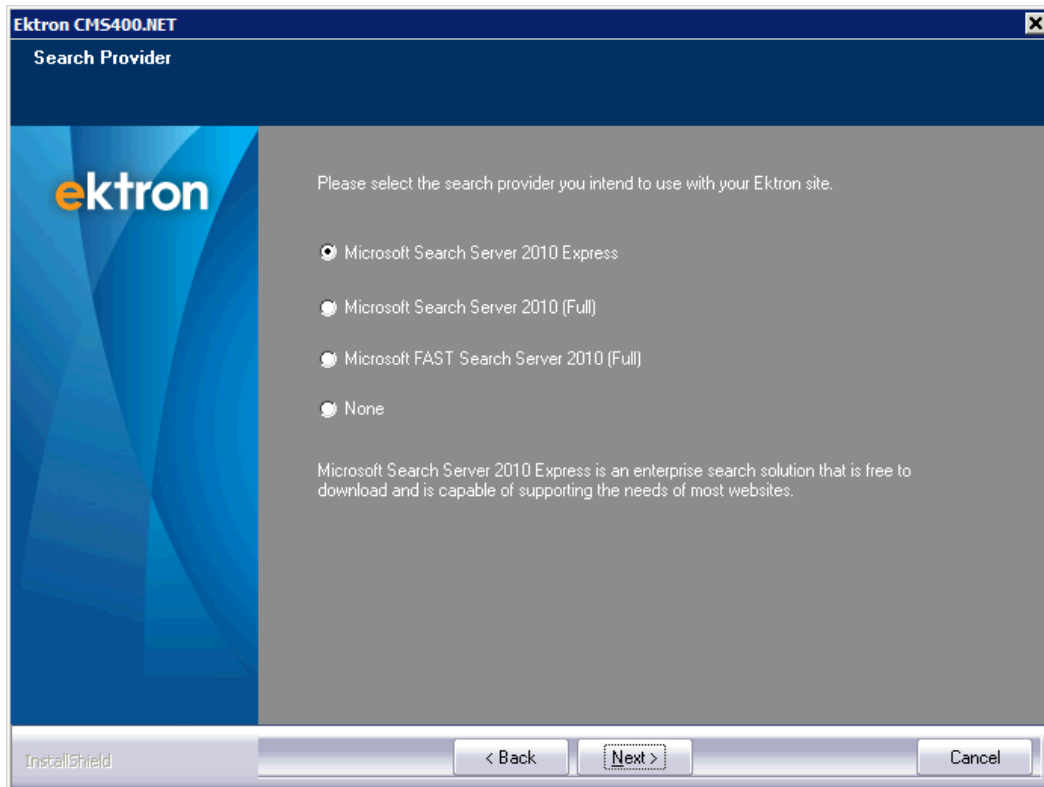 Ektron CMS400.NET
Search Provider
ektron
Please select the search provider you intend to use with your Ektron site.
Microsoft Search Server 2010 Express
Microsoft Search Server 2010 (Full)
Microsoft FAST Search Server 2010 (Full)
None
Microsoft Search Server 2010 Express is an enterprise search solution that is free to
download and is capable of supporting the needs of most websites.
InstallShield
< Back
Next >
Cancel